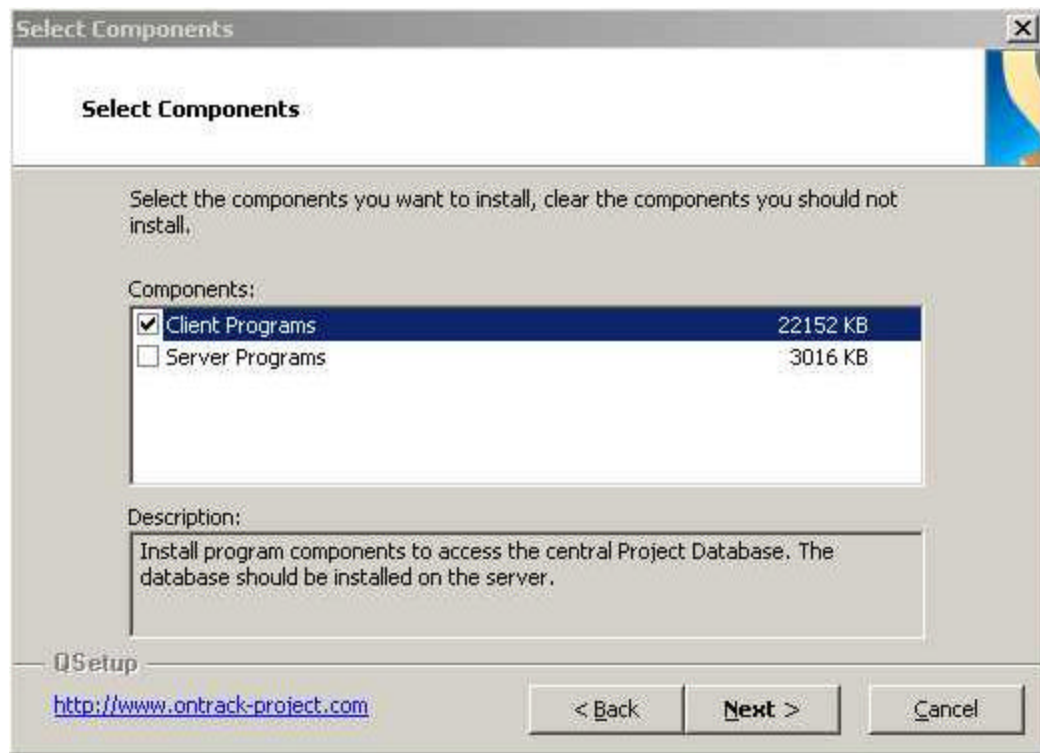 Select Components
Select Components
Select the components you want to install, clear the components you should not
install.
Components:
Client Programs 22152 KB
Server Programs 3016 KB
Description:
Install program components to access the central Project Database. The
database should be installed on the server.
QSetup
http://www.ontrack-project.com
< Back Next > Cancel